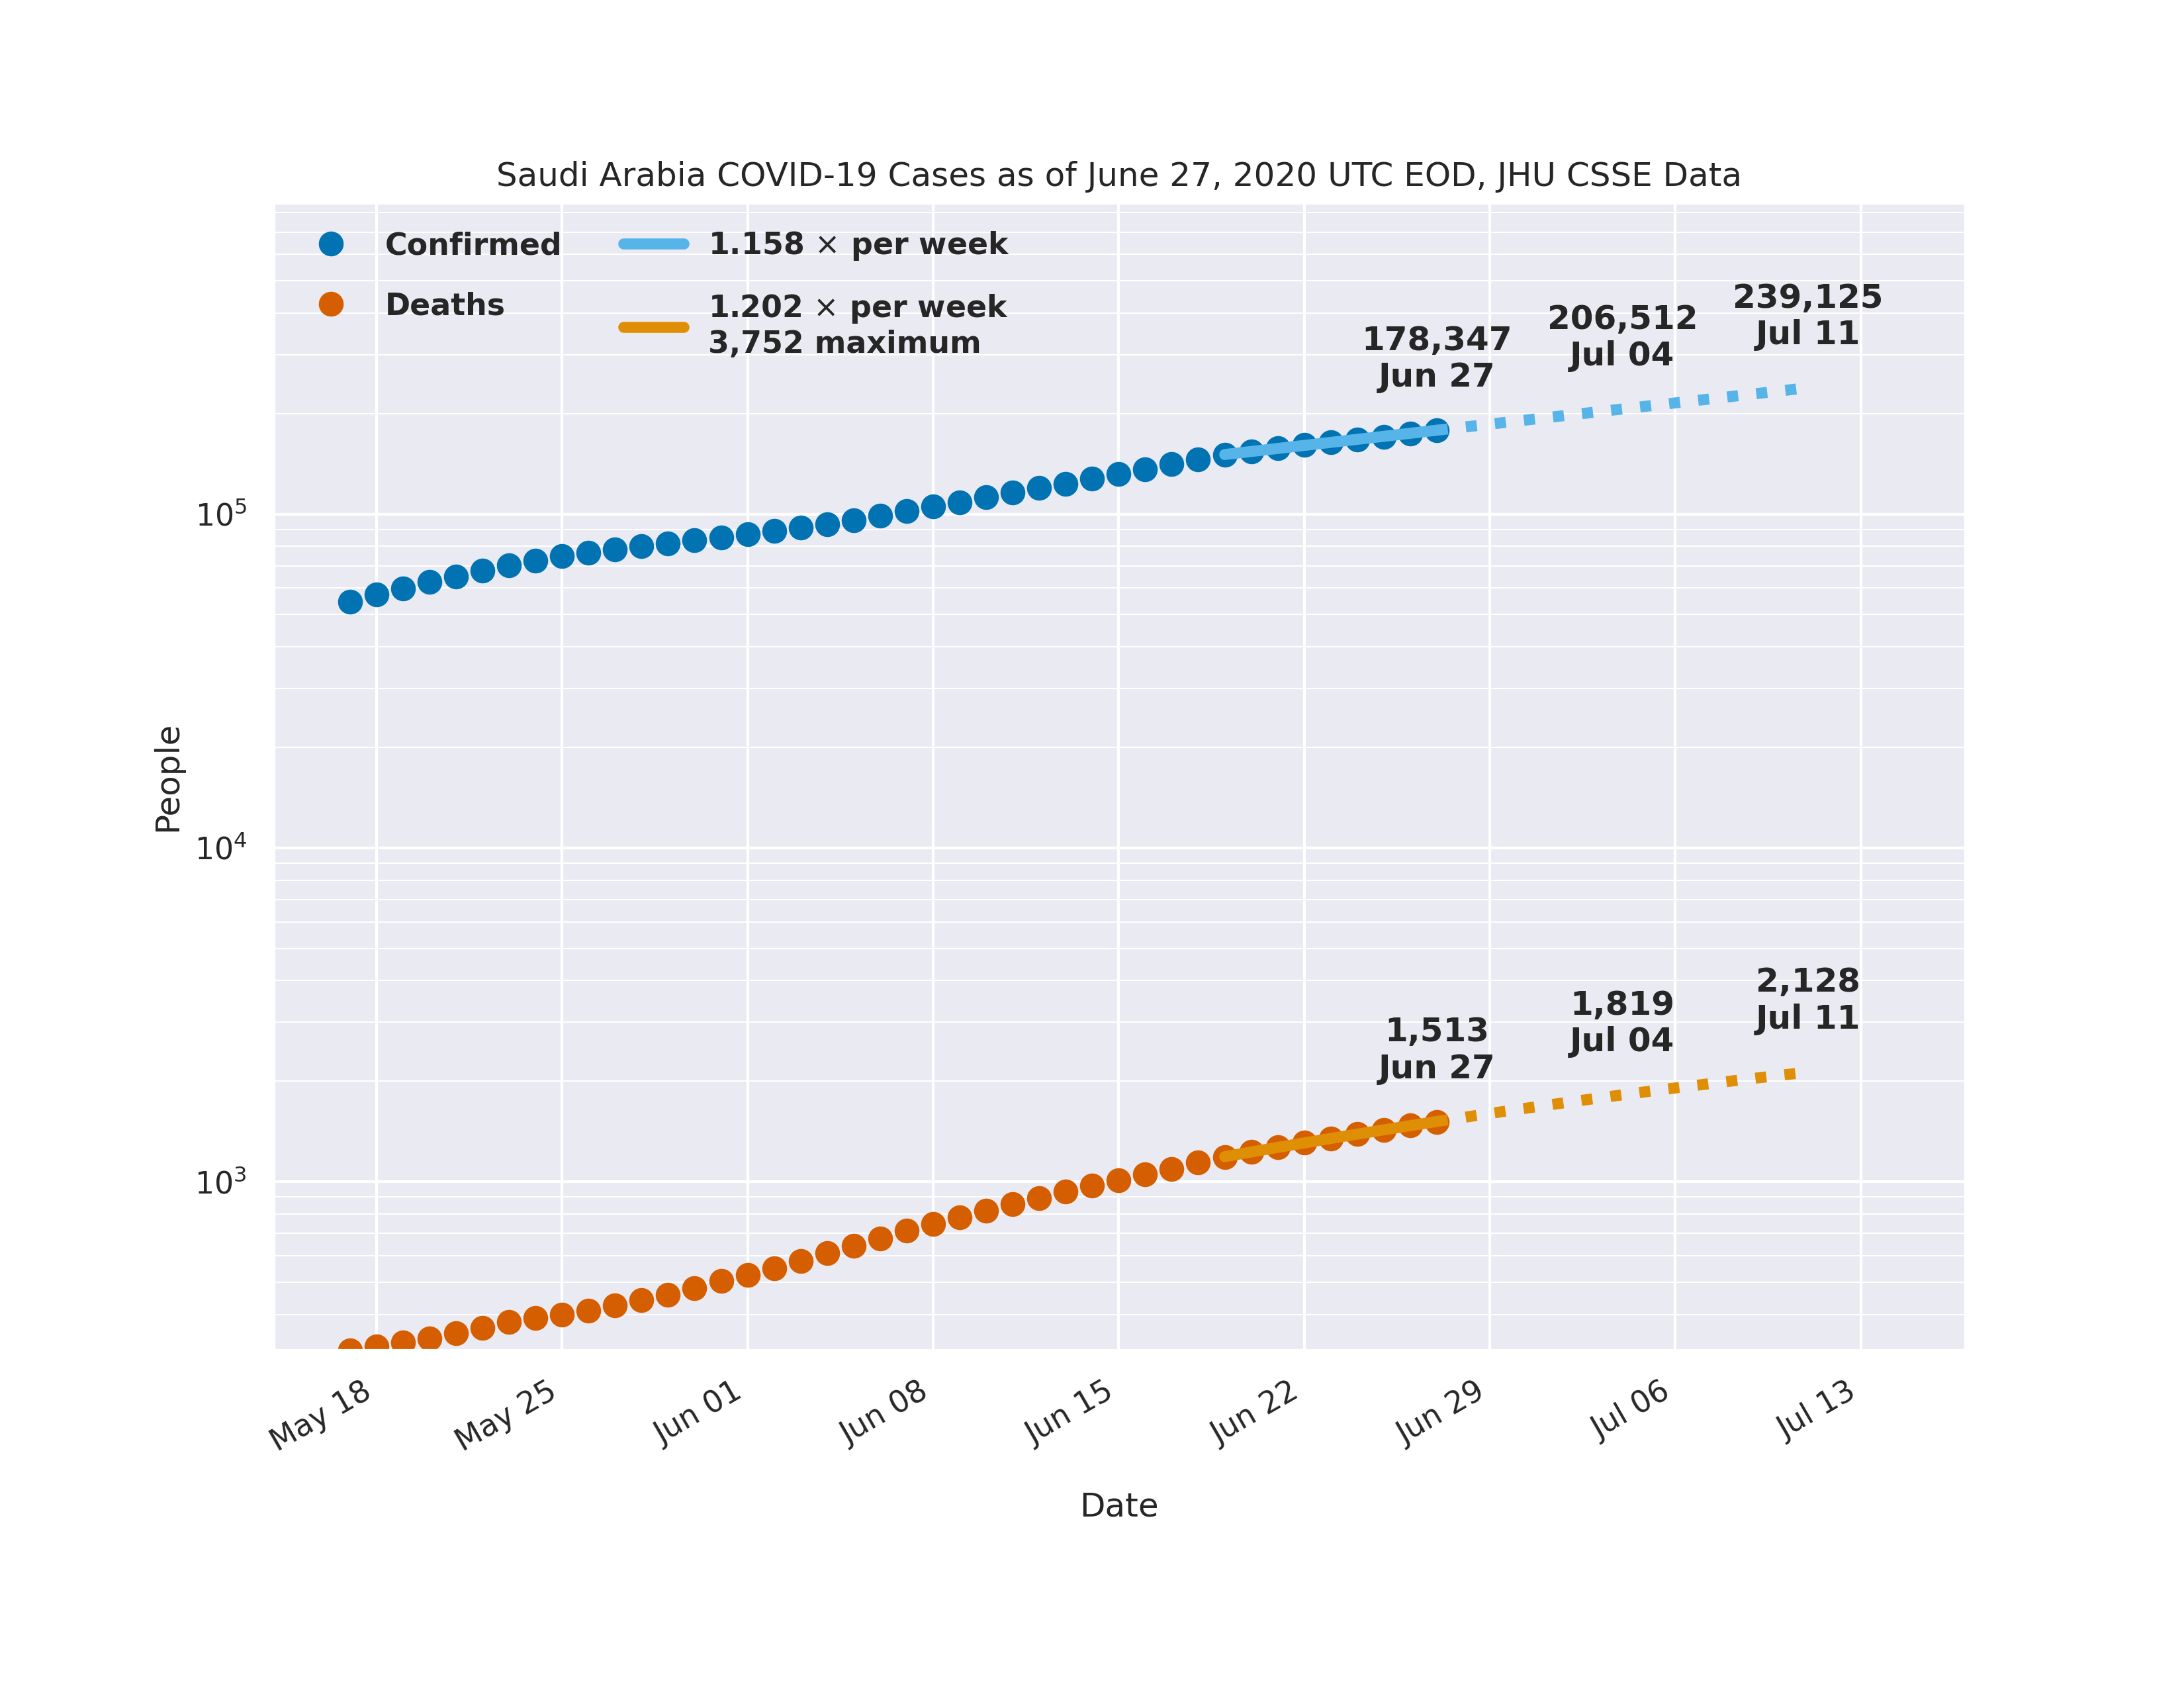 Saudi Arabia COVID-19 Cases as of June 27, 2020 UTC EOD, JHU CSSE Data
Confirmed
Deaths
1.158 × per week
1.202 × per week
3,752 maximum
178,347
Jun 27
206,512
Jul 04
239,125
Jul 11
1,513
Jun 27
1,819
Jul 04
2,128
Jul 11
People
10⁵
10⁴
10³
May 18
May 25
Jun 01
Jun 08
Jun 15
Jun 22
Jun 29
Jul 06
Jul 13
Date